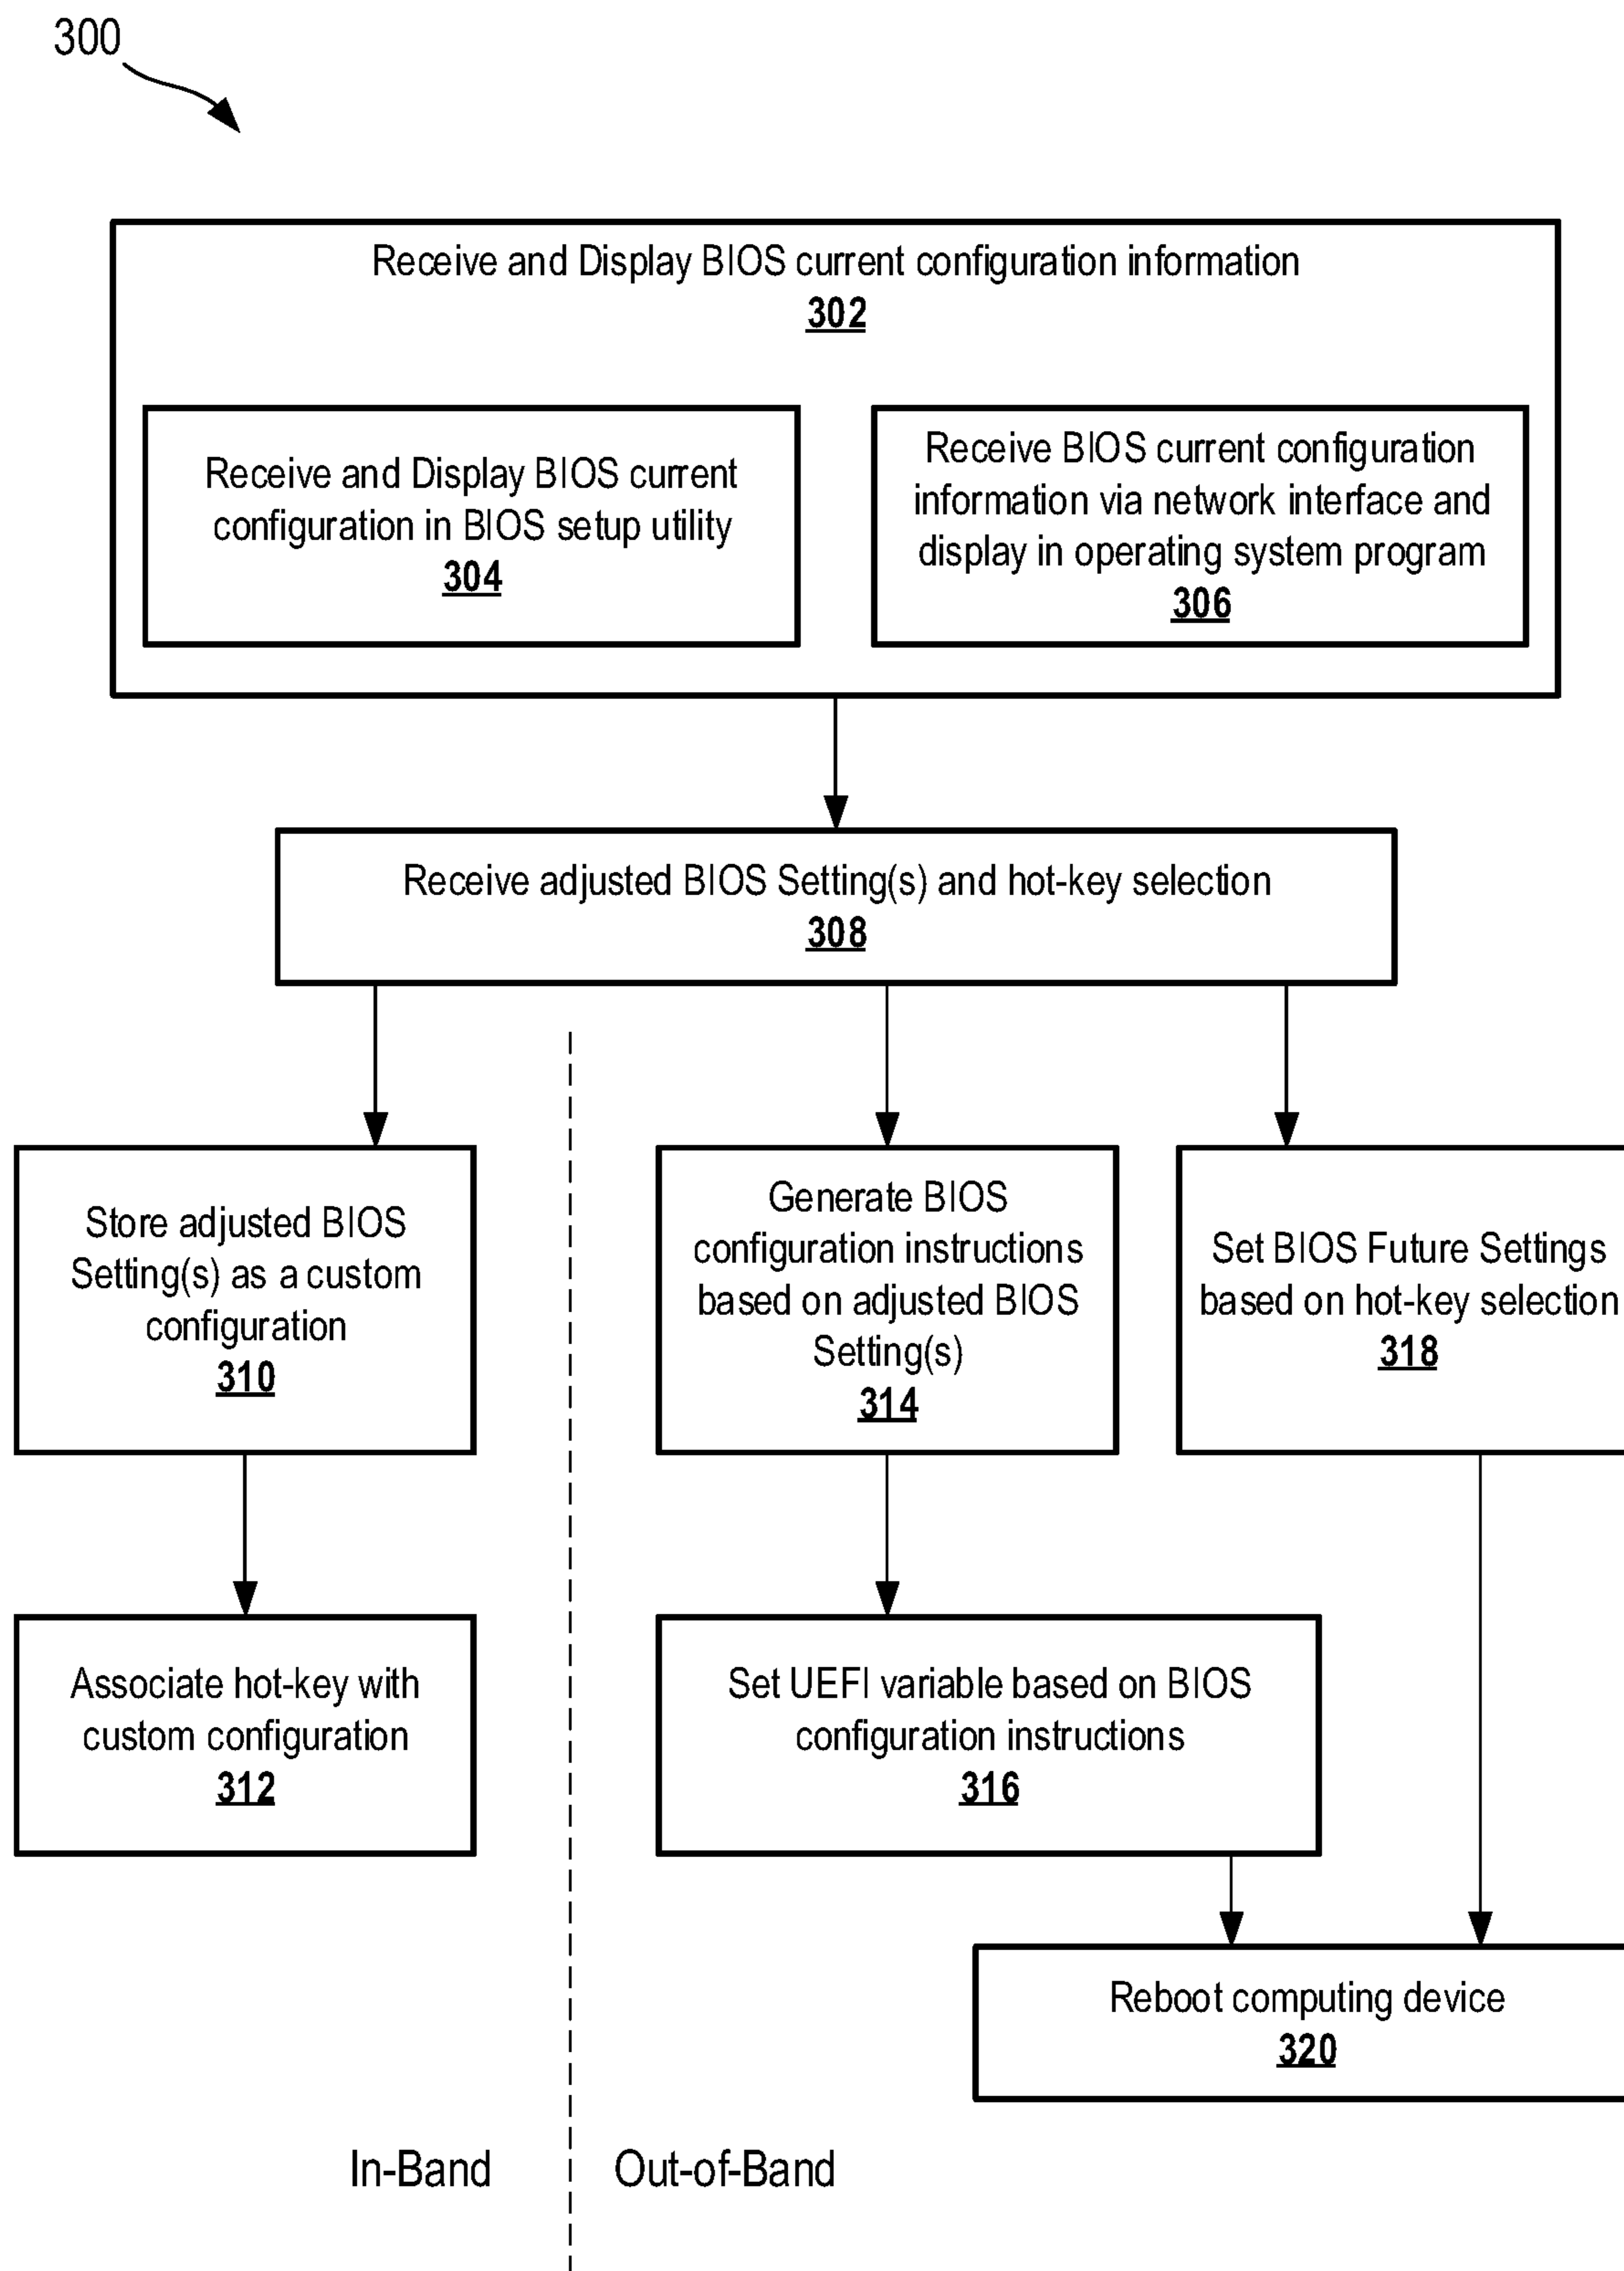 300
Receive and Display BIOS current configuration information
302
Receive and Display BIOS current
configuration in BIOS setup utility
304
Receive BIOS current configuration
information via network interface and
display in operating system program
306
Receive adjusted BIOS Setting(s) and hot-key selection
308
Store adjusted BIOS
Setting(s) as a custom
configuration
310
Generate BIOS
configuration instructions
based on adjusted BIOS
Setting(s)
314
Set BIOS Future Settings
based on hot-key selection
318
Associate hot-key with
custom configuration
312
Set UEFI variable based on BIOS
configuration instructions
316
Reboot computing device
320
In-Band
Out-of-Band